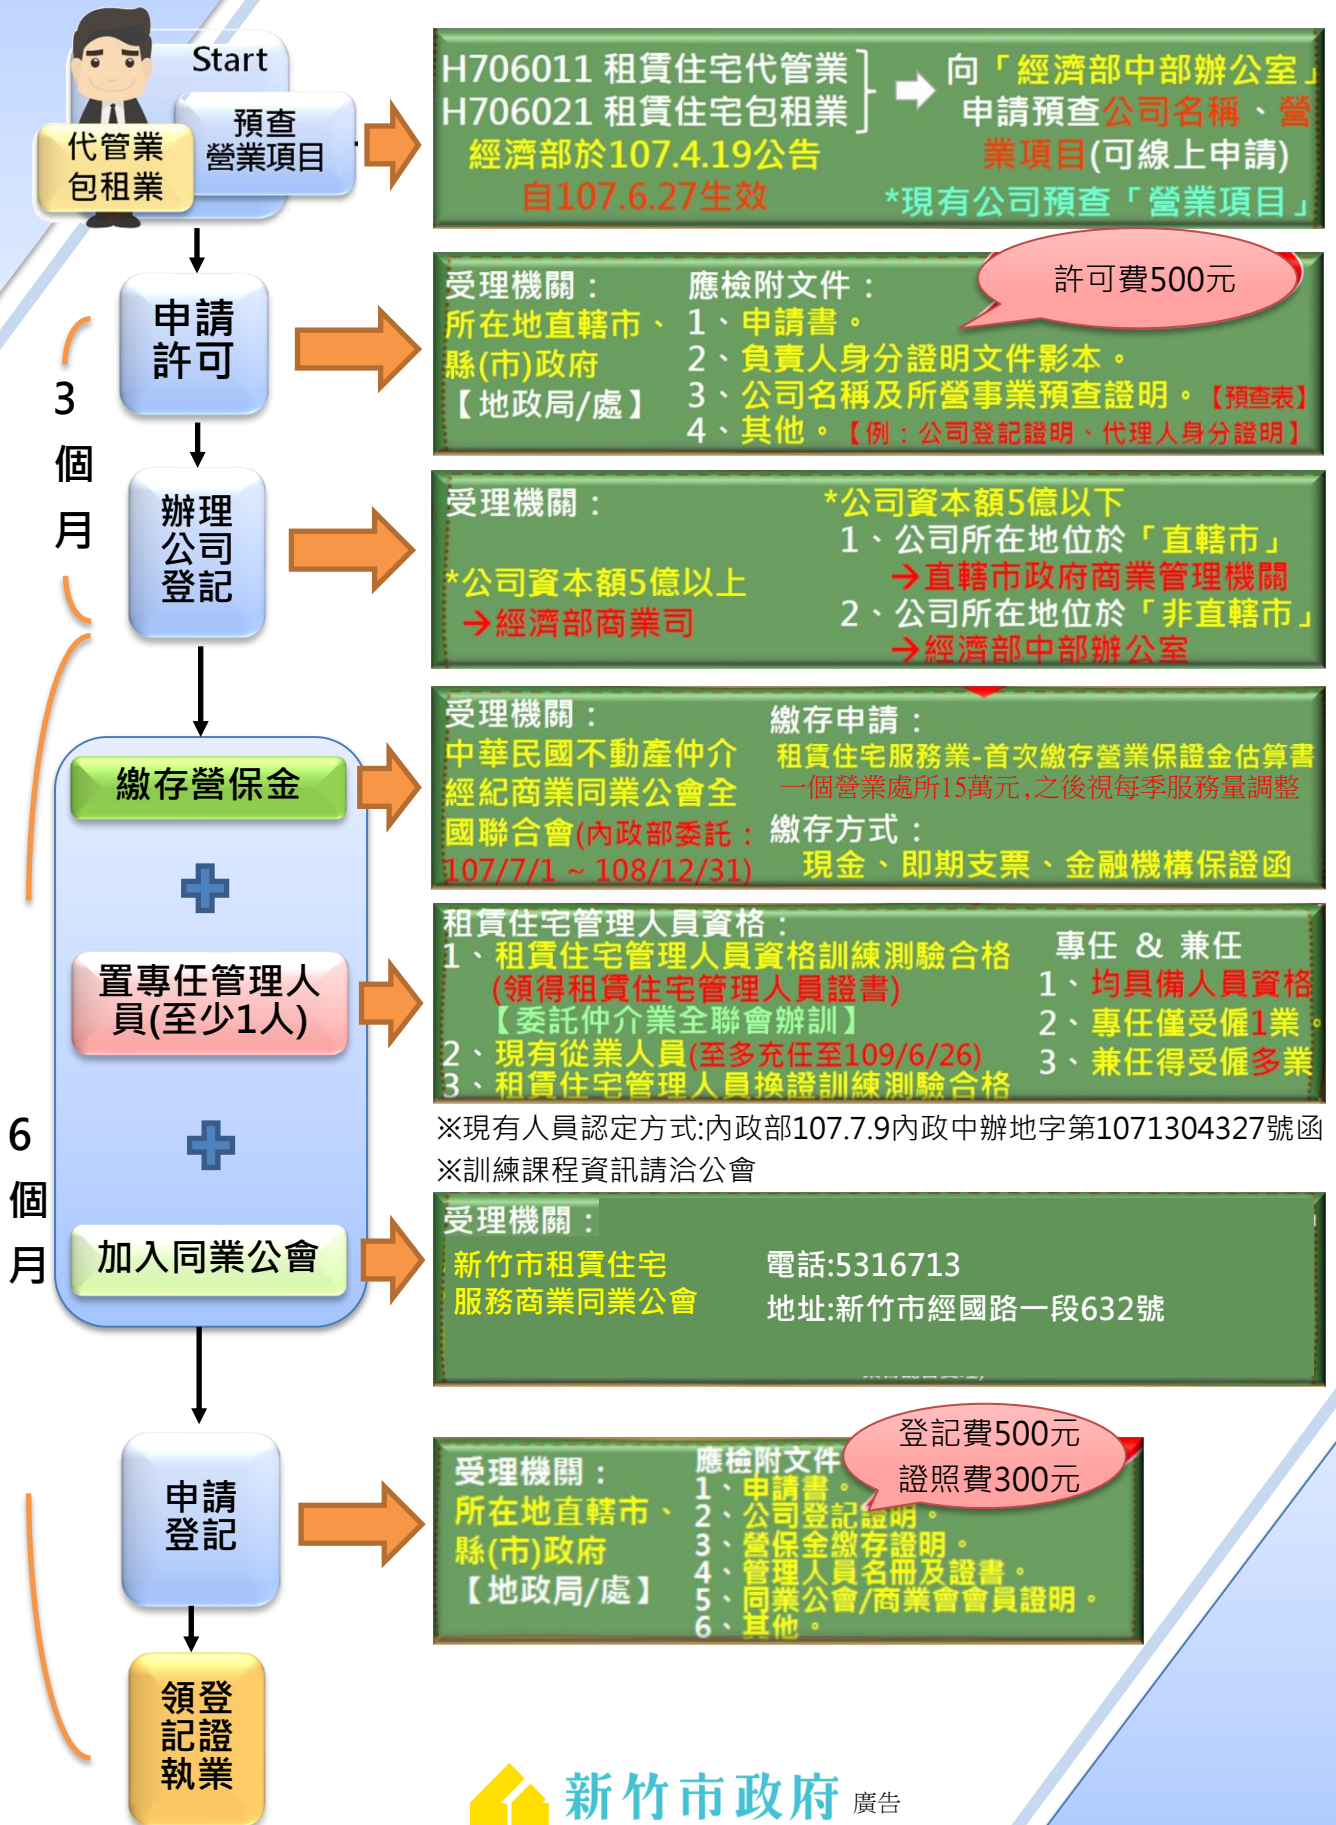 Start
預查
營業項目
代管業
包租業
H706011 租賃住宅代管業
H706021 租賃住宅包租業
經濟部於107.4.19公告
自107.6.27生效
向「經濟部中部辦公室」
申請預查公司名稱、營
業項目(可線上申請)
*現有公司預查「營業項目」
申請
許可
受理機關：
所在地直轄市、
縣(市)政府
【地政局/處】
應檢附文件：
1、申請書。
2、負責人身分證明文件影本。
3、公司名稱及所營事業預查證明。【預查表】
4、其他。【例：公司登記證明、代理人身分證明】
許可費500元
3
個
月
辦理
公司
登記
受理機關：
*公司資本額5億以上
→經濟部商業司
*公司資本額5億以下
1、公司所在地位於「直轄市」
→直轄市政府商業管理機關
2、公司所在地位於「非直轄市」
→經濟部中部辦公室
繳存營保金
受理機關：
中華民國不動產仲介
經紀商業同業公會全
國聯合會(內政部委託：
107/7/1 ~ 108/12/31)
繳存申請：
租賃住宅服務業-首次繳存營業保證金估算書
一個營業處所15萬元,之後視每季服務量調整
繳存方式：
現金、即期支票、金融機構保證函
置專任管理人
員(至少1人)
租賃住宅管理人員資格：
1、租賃住宅管理人員資格訓練測驗合格
(領得租賃住宅管理人員證書)
【委託仲介業全聯會辦訓】
2、現有從業人員(至多充任至109/6/26)
3、租賃住宅管理人員換證訓練測驗合格
專任 & 兼任
1、均具備人員資格
2、專任僅受僱1業。
3、兼任得受僱多業
※現有人員認定方式:內政部107.7.9內政中辦地字第1071304327號函
※訓練課程資訊請洽公會
6
個
月
加入同業公會
受理機關：
新竹市租賃住宅
服務商業同業公會
電話:5316713
地址:新竹市經國路一段632號
申請
登記
受理機關：
所在地直轄市、
縣(市)政府
【地政局/處】
應檢附文件
1、申請書。
2、公司登記證明。
3、營保金繳存證明。
4、管理人員名冊及證書。
5、同業公會/商業會會員證明。
6、其他。
登記費500元
證照費300元
領登
記證
執業
新竹市政府 廣告